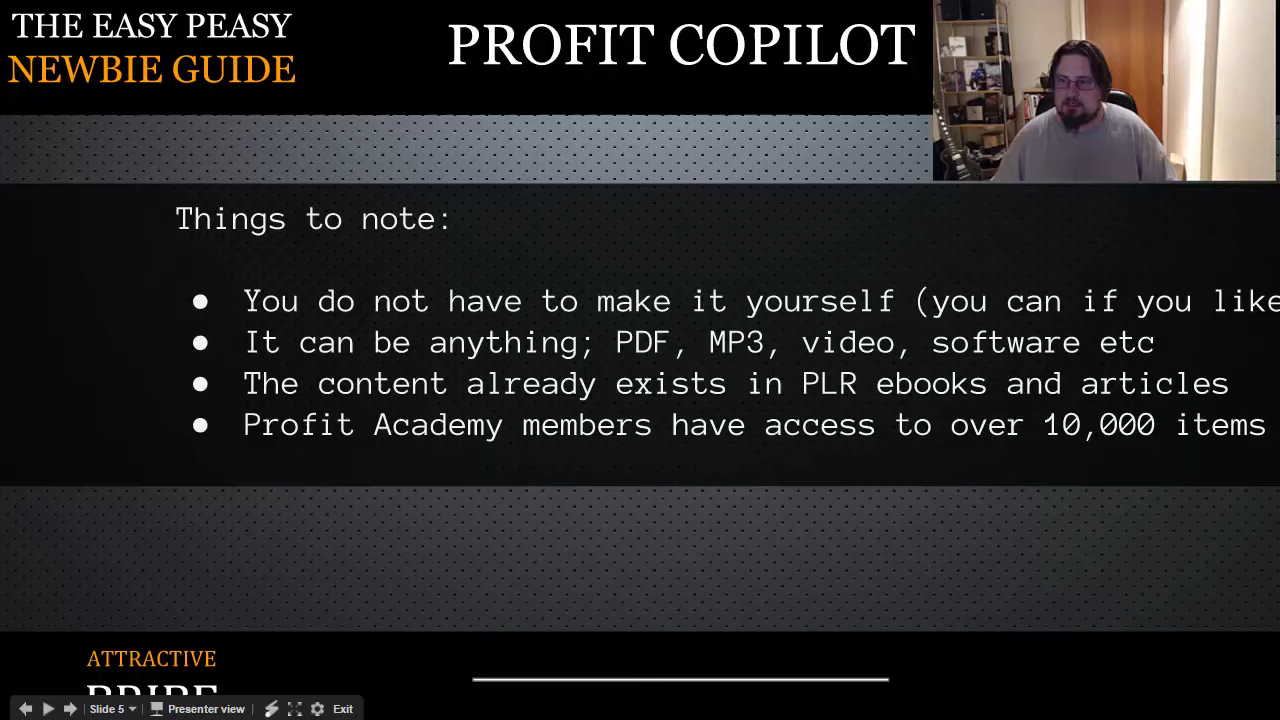 THE EASY PEASY
NEWBIE GUIDE
PROFIT COPILOT
Things to note:
● You do not have to make it yourself (you can if you like
● It can be anything; PDF, MP3, video, software etc
● The content already exists in PLR ebooks and articles
● Profit Academy members have access to over 10,000 items
ATTRACTIVE
BRIBE
Slide 5
Presenter view
Exit